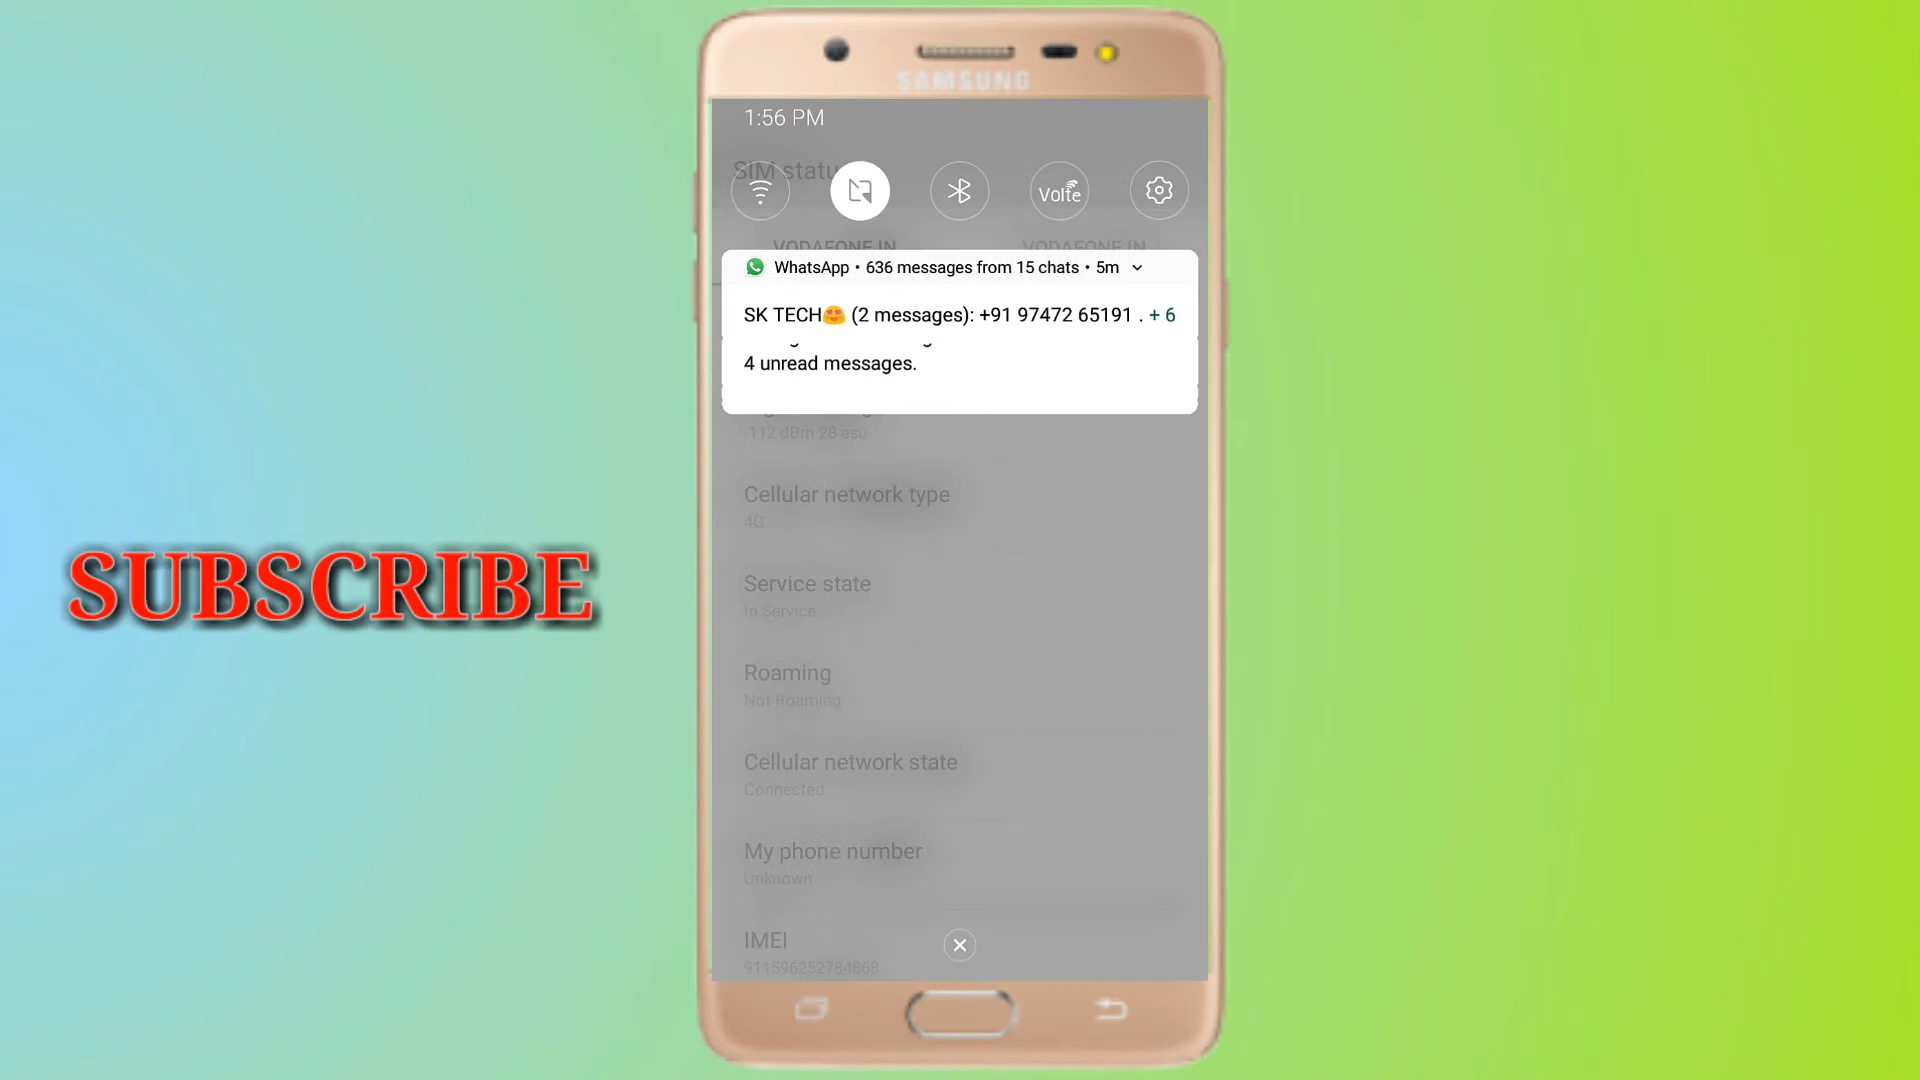 SAMSUNG
1:56 PM
SIM statu
Volte
VODAFONE IN VODAFONE IN
WhatsApp • 636 messages from 15 chats • 5m
SK TECH😍 (2 messages): +91 97472 65191 . + 6
4 unread messages.
112 dBm 28 asu
Cellular network type
4G
Service state
In Service
Roaming
Not Roaming
Cellular network state
Connected
My phone number
Unknown
IMEI
911596252784868
SUBSCRIBE